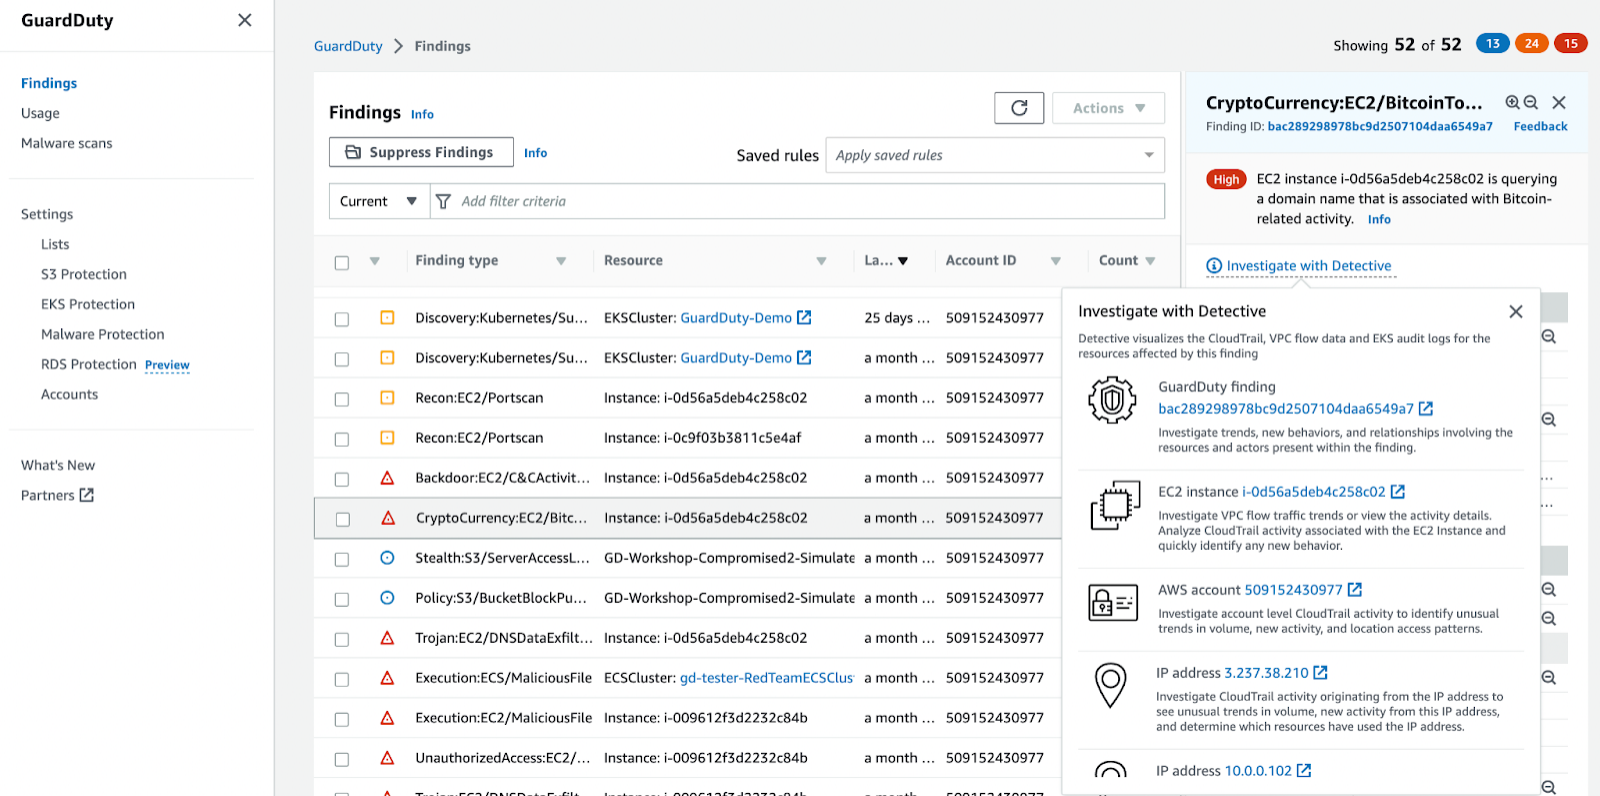 GuardDuty
Findings
Usage
Malware scans
Settings
Lists
S3 Protection
EKS Protection
Malware Protection
RDS Protection Preview
Accounts
What's New
Partners
GuardDuty > Findings
Showing 52 of 52 13 24 15
Findings Info
Actions
Suppress Findings Info
Saved rules Apply saved rules
Current Add filter criteria
Finding type Resource La... Account ID Count
Discovery:Kubernetes/Su... EKSCluster: GuardDuty-Demo 25 days ... 509152430977
Discovery:Kubernetes/Su... EKSCluster: GuardDuty-Demo a month ... 509152430977
Recon:EC2/Portscan Instance: i-0d56a5deb4c258c02 a month ... 509152430977
Recon:EC2/Portscan Instance: i-0c9f03b3811c5e4af a month ... 509152430977
Backdoor:EC2/C&CActivit... Instance: i-0d56a5deb4c258c02 a month ... 509152430977
CryptoCurrency:EC2/Bitc... Instance: i-0d56a5deb4c258c02 a month ... 509152430977
Stealth:S3/ServerAccessL... GD-Workshop-Compromised2-Simulate a month ... 509152430977
Policy:S3/BucketBlockPu... GD-Workshop-Compromised2-Simulate a month ... 509152430977
Trojan:EC2/DNSDataExfilt... Instance: i-0d56a5deb4c258c02 a month ... 509152430977
Execution:ECS/MaliciousFile ECSCluster: gd-tester-RedTeamECSClus a month ... 509152430977
Execution:EC2/MaliciousFile Instance: i-009612f3d2232c84b a month ... 509152430977
UnauthorizedAccess:EC2/... Instance: i-009612f3d2232c84b a month ... 509152430977
CryptoCurrency:EC2/BitcoinTo...
Finding ID: bac289298978bc9d2507104daa6549a7 Feedback
High EC2 instance i-0d56a5deb4c258c02 is querying
a domain name that is associated with Bitcoin-
related activity. Info
Investigate with Detective
Investigate with Detective
Detective visualizes the CloudTrail, VPC flow data and EKS audit logs for the
resources affected by this finding
GuardDuty finding
bac289298978bc9d2507104daa6549a7
Investigate trends, new behaviors, and relationships involving the
resources and actors present within the finding.
EC2 instance i-0d56a5deb4c258c02
Investigate VPC flow traffic trends or view the activity details.
Analyze CloudTrail activity associated with the EC2 Instance and
quickly identify any new behavior.
AWS account 509152430977
Investigate account level CloudTrail activity to identify unusual
trends in volume, new activity, and location access patterns.
IP address 3.237.38.210
Investigate CloudTrail activity originating from the IP address to
see unusual trends in volume, new activity from this IP address,
and determine which resources have used the IP address.
IP address 10.0.0.102